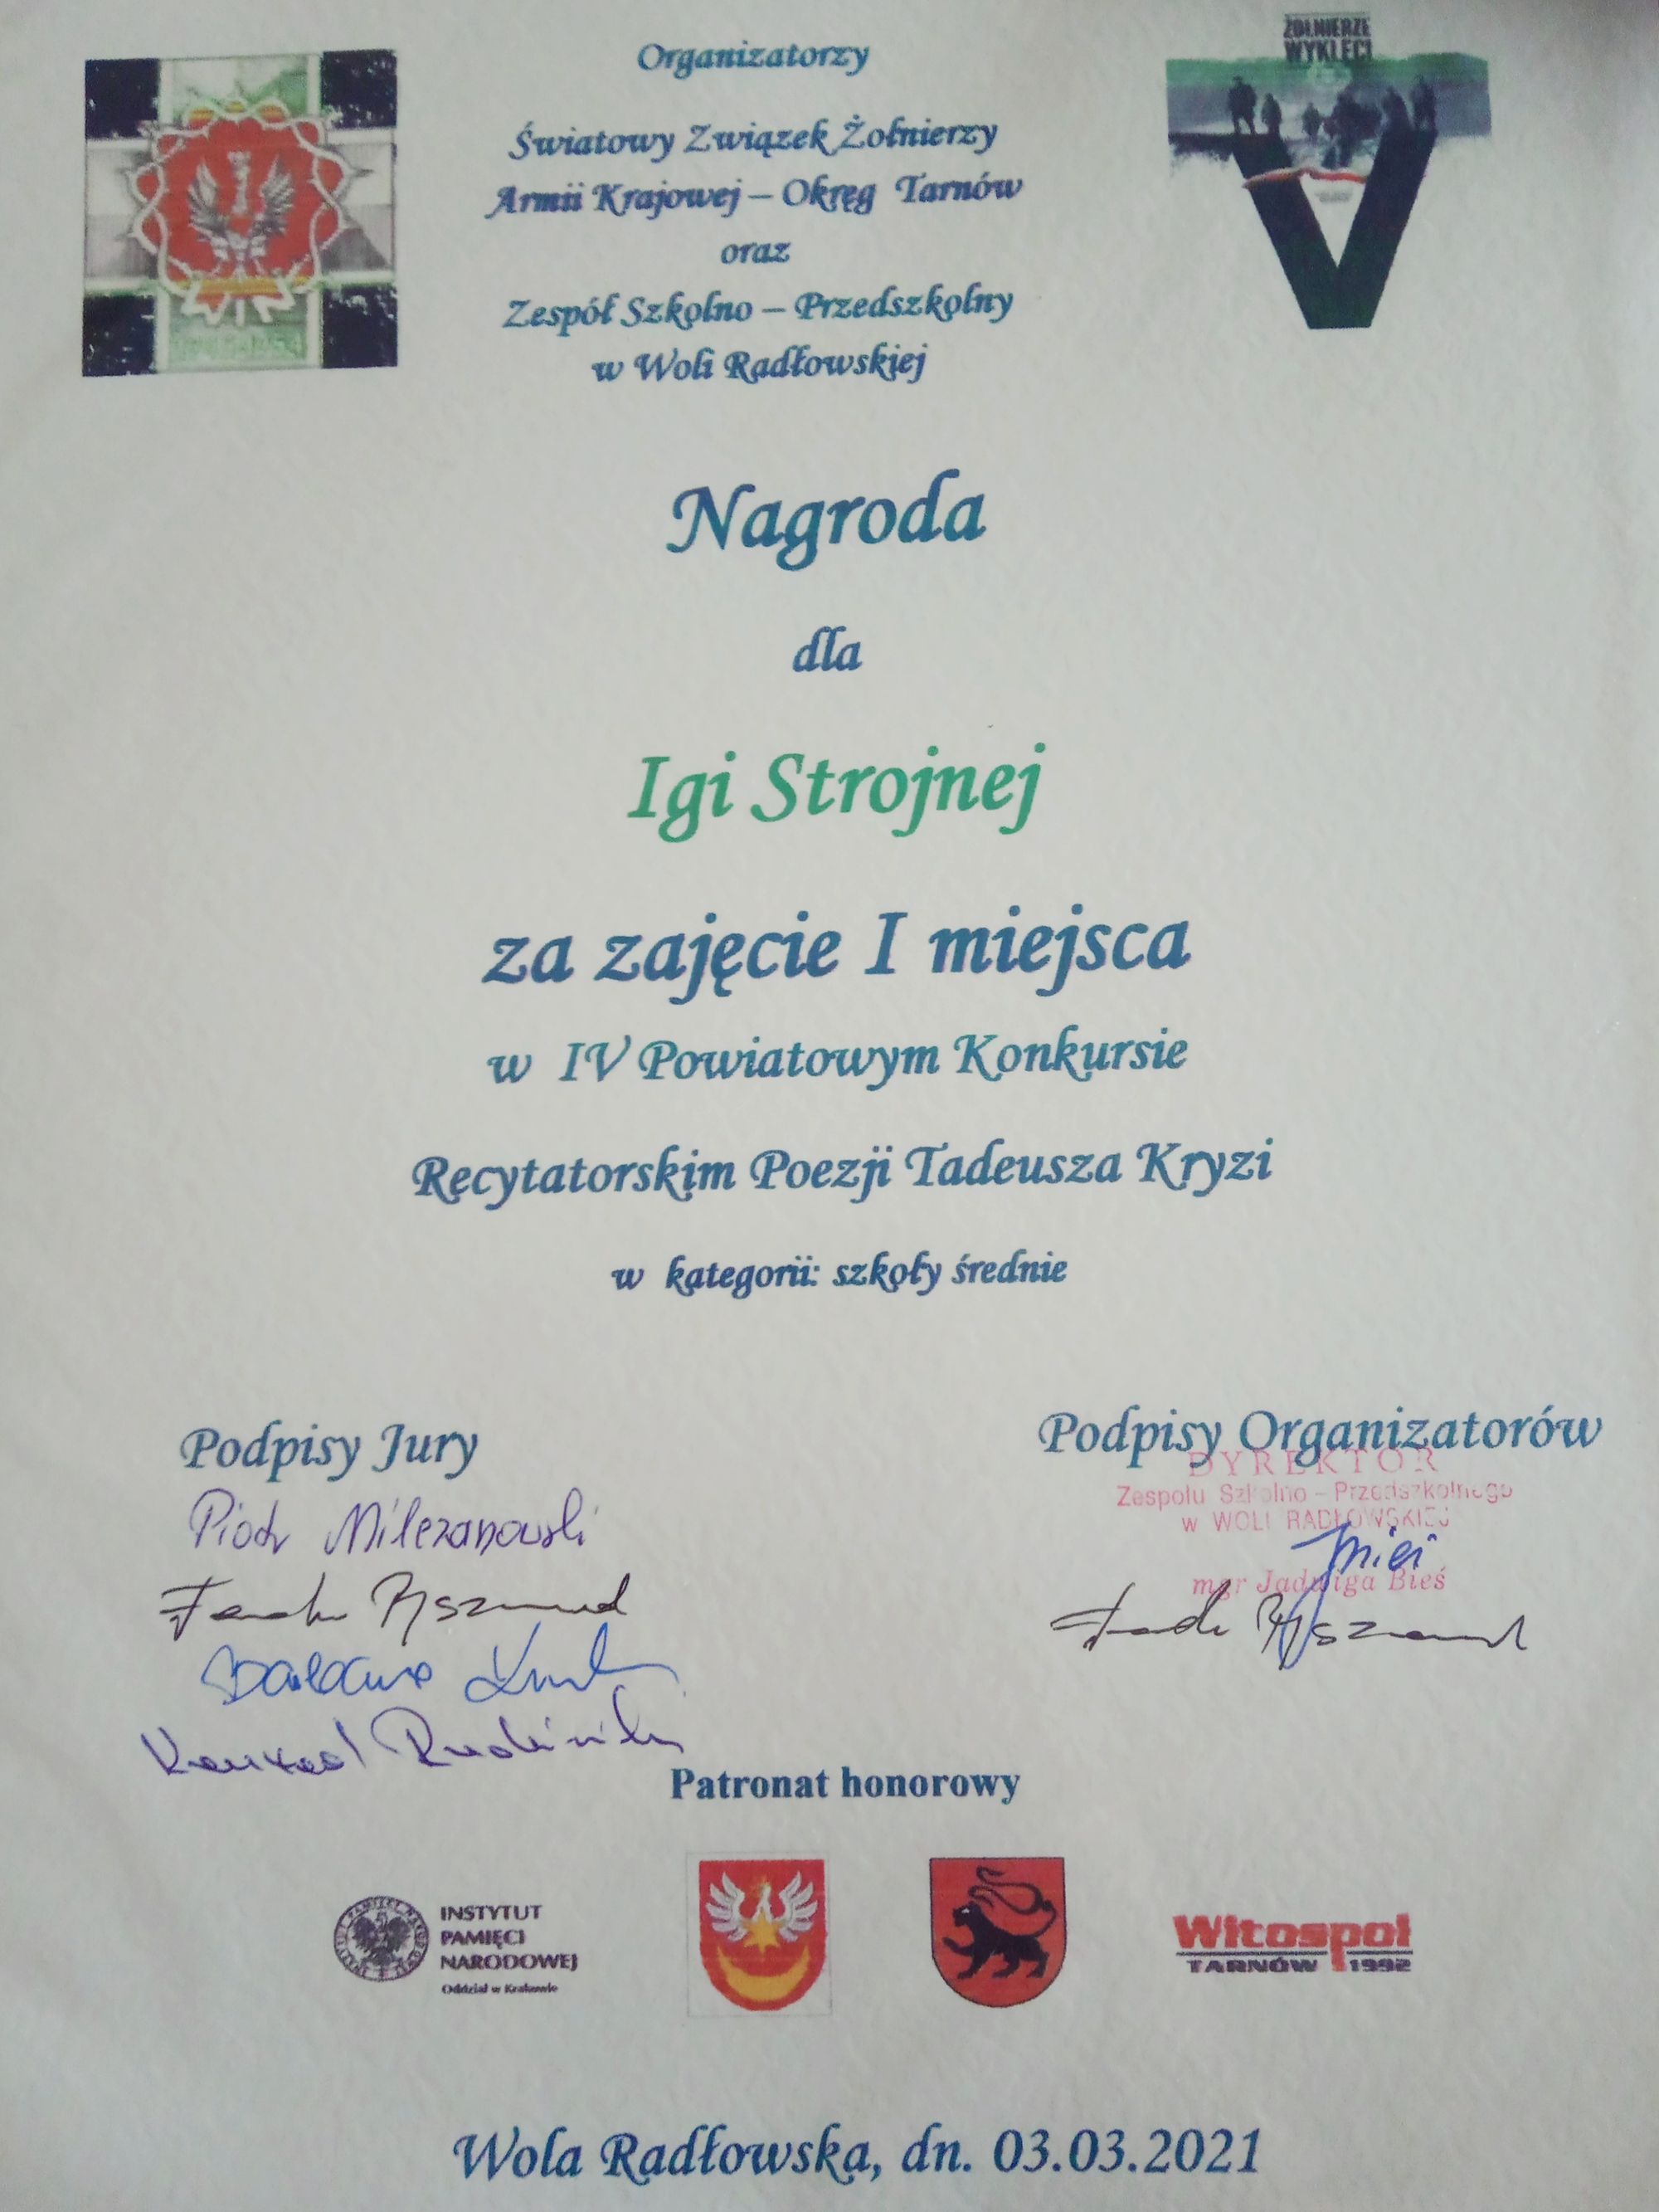 Organizatorzy
Światowy Związek Żołnierzy
Armii Krajowej – Okręg Tarnów
oraz
Zespół Szkolno – Przedszkolny
w Woli Radłowskiej
ŻOŁNIERZE
WYKLĘCI
Nagroda
dla
Igi Strojnej
za zajęcie I miejsca
w IV Powiatowym Konkursie
Recytatorskim Poezji Tadeusza Kryzi
w kategorii: szkoły średnie
Podpisy Jury
Piotr
Konrad
Podpisy Organizatorów
DYREKTOR
Zespołu Szkolno – Przedszkolnego
w WOLI RADŁOWSKIEJ
mgr Jadwiga Bieś
Patronat honorowy
INSTYTUT
PAMIĘCI
NARODOWEJ
Oddział w Krakowie
Witospol
TARNÓW 1992
Wola Radłowska, dn. 03.03.2021